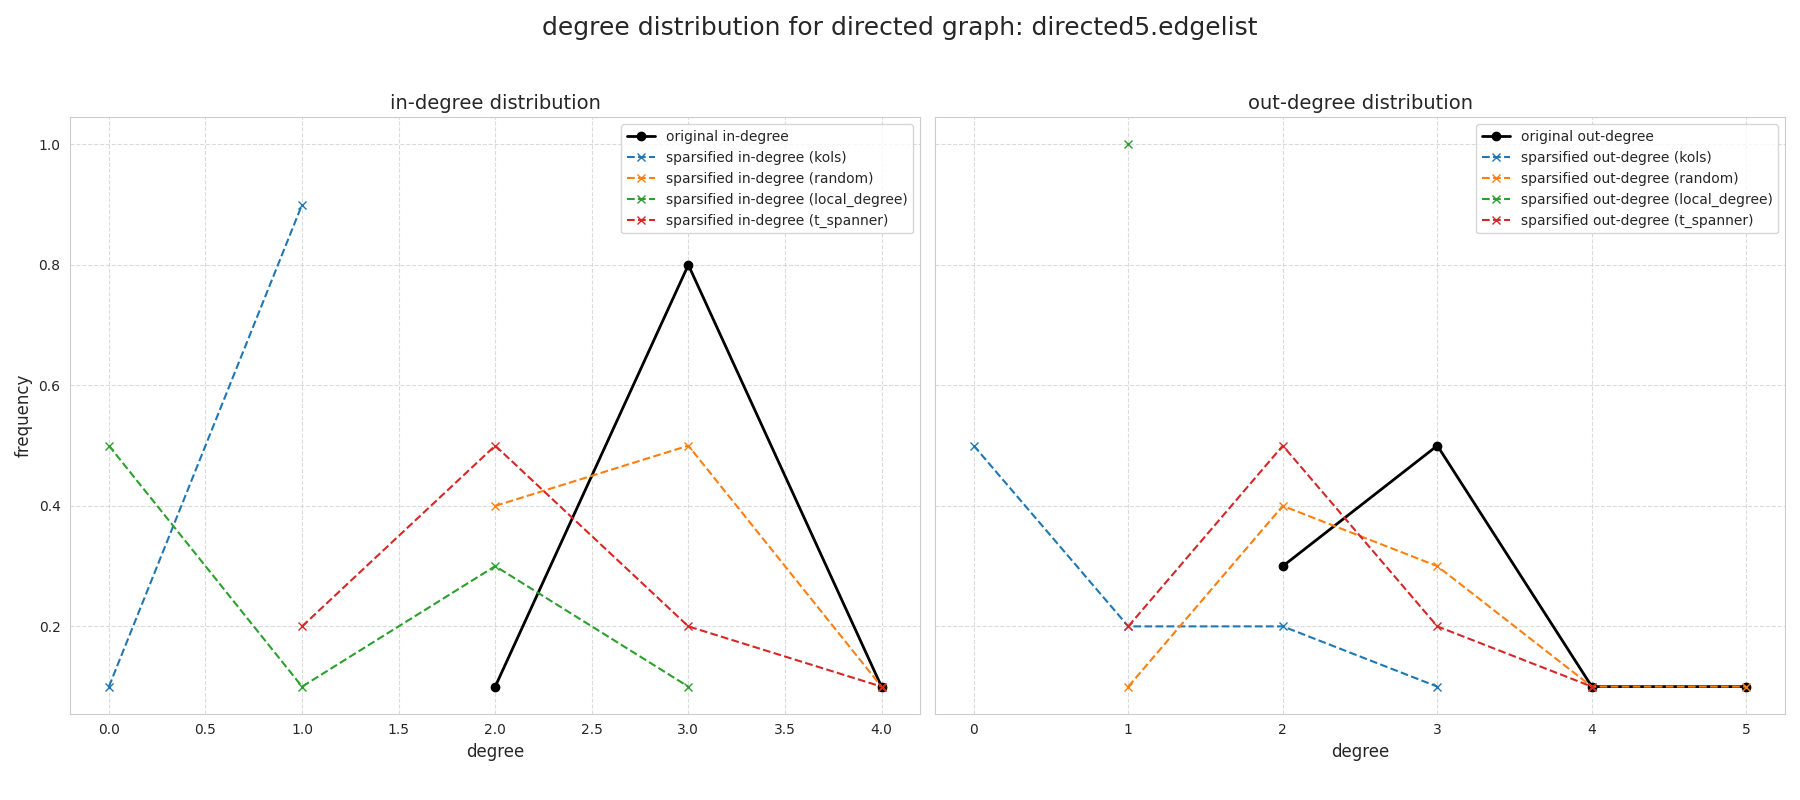 degree distribution for directed graph: directed5.edgelist
in-degree distribution
original in-degree
sparsified in-degree (kols)
sparsified in-degree (random)
sparsified in-degree (local_degree)
sparsified in-degree (t_spanner)
frequency
1.0
0.8
0.6
0.4
0.2
0.0 0.5 1.0 1.5 2.0 2.5 3.0 3.5 4.0
degree
out-degree distribution
original out-degree
sparsified out-degree (kols)
sparsified out-degree (random)
sparsified out-degree (local_degree)
sparsified out-degree (t_spanner)
0 1 2 3 4 5
degree